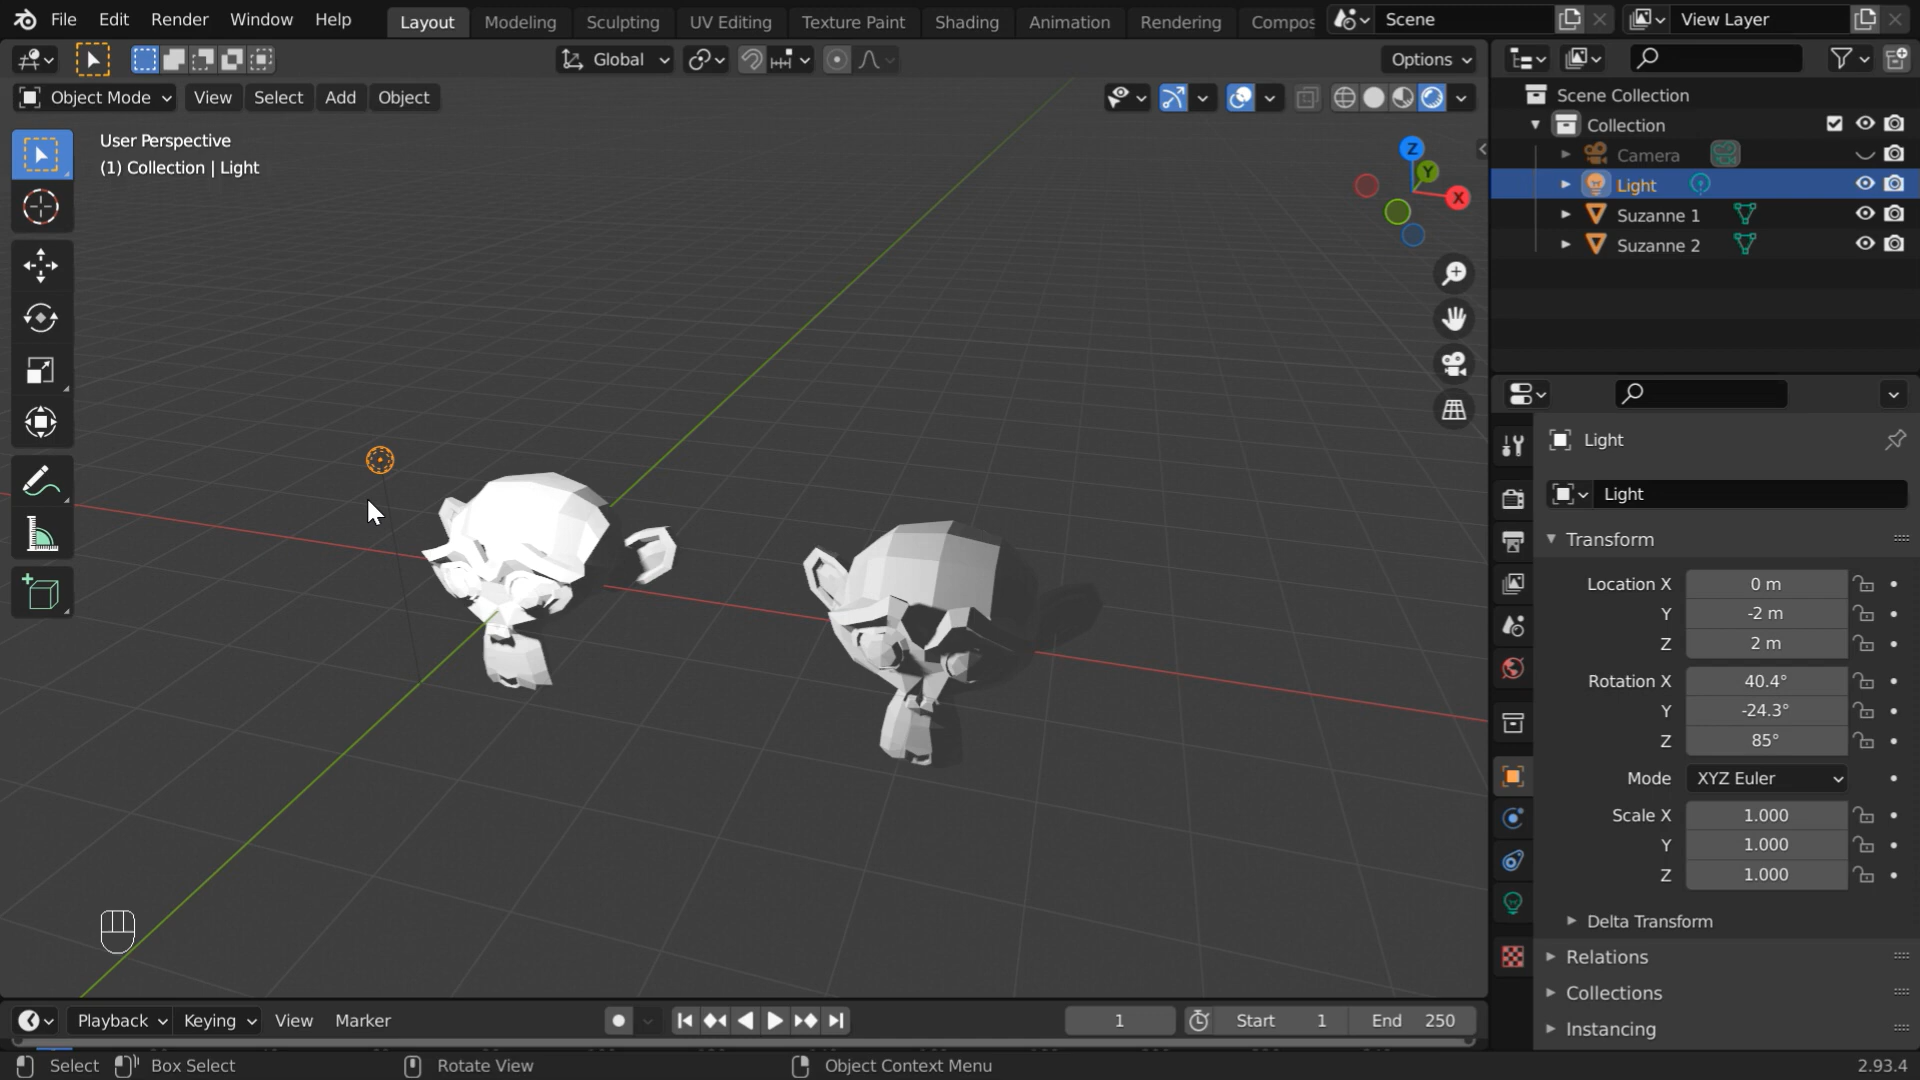 File Edit Render Window Help Layout Modeling Sculpting UV Editing Texture Paint Shading Animation Rendering Compos Scene View Layer
Global Options
Object Mode View Select Add Object
User Perspective
(1) Collection | Light
Z
Y
X
Scene Collection
Collection
Camera
Light
Suzanne 1
Suzanne 2
Light
Light
Transform
Location X 0 m
Y -2 m
Z 2 m
Rotation X 40.4°
Y -24.3°
Z 85°
Mode XYZ Euler
Scale X 1.000
Y 1.000
Z 1.000
Delta Transform
Relations
Collections
Instancing
Playback Keying View Marker 1 Start 1 End 250
Select Box Select Rotate View Object Context Menu 2.93.4